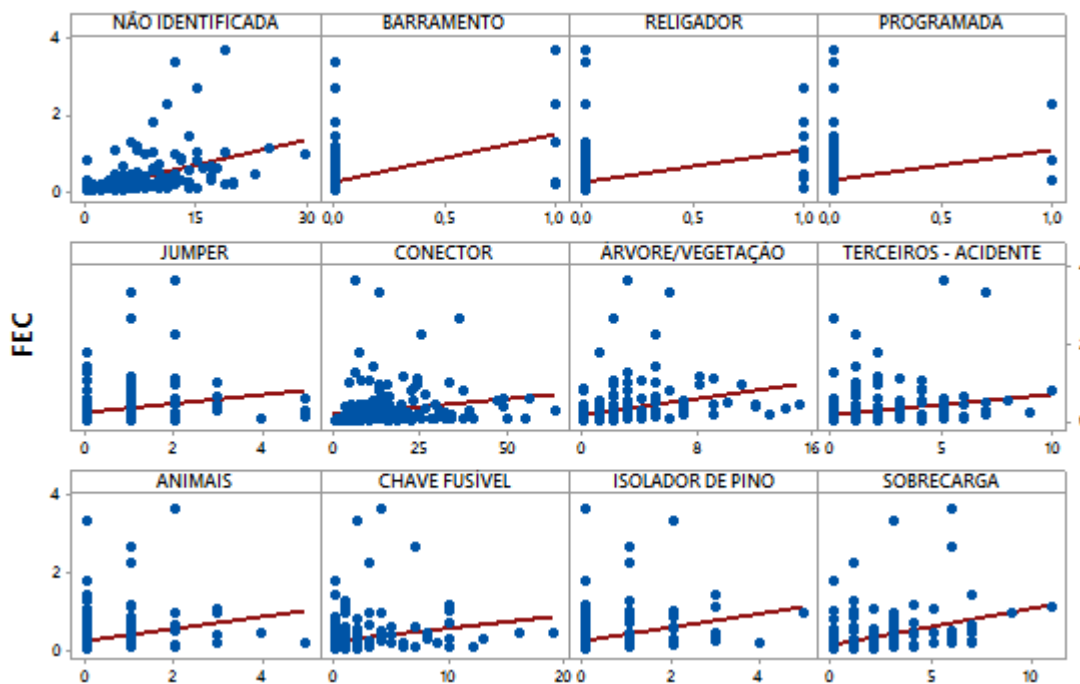 NÃO IDENTIFICADA BARRAMENTO RELIGADOR PROGRAMADA
4
2
0
0 15 30 0,0 0,5 1,0 0,0 0,5 1,0 0,0 0,5 1,0
JUMPER CONECTOR ÁRVORE/VEGETAÇÃO TERCEIROS - ACIDENTE
FEC
4
2
0
0 2 4 0 25 50 0 8 16 0 5 10
ANIMAIS CHAVE FUSÍVEL ISOLADOR DE PINO SOBRECARGA
4
2
0
0 2 4 0 10 20 0 2 4 0 5 10